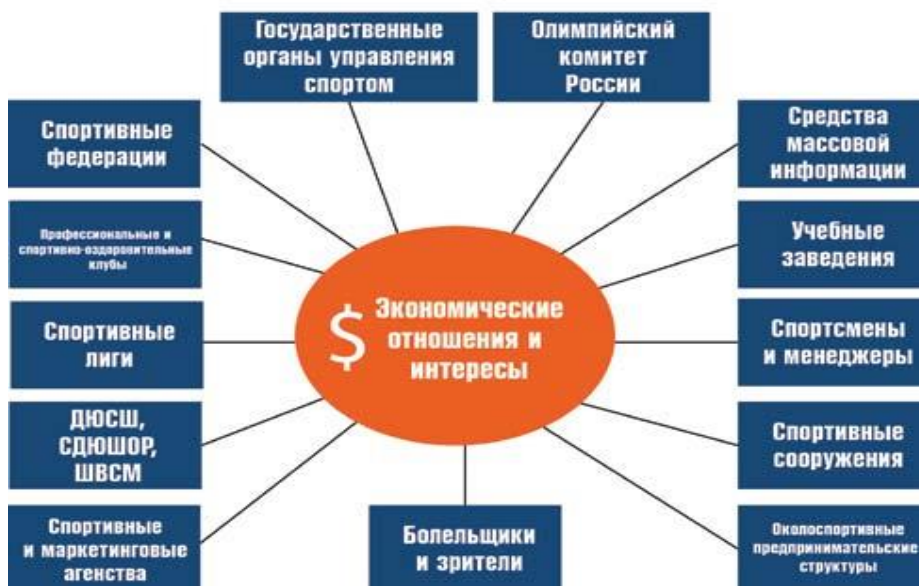 Государственные
органы управления
спортом
Олимпийский
комитет
России
Спортивные
федерации
Средства
массовой
информации
Профессиональные и
спортивно-оздоровительные
клубы
Учебные
заведения
$
Экономические
отношения и
интересы
Спортивные
лиги
Спортсмены
и менеджеры
ДЮСШ,
СДЮШОР,
ШВСМ
Спортивные
сооружения
Спортивные
и маркетинговые
агенства
Болельщики
и зрители
Околоспортивные
предпринимательские
структуры